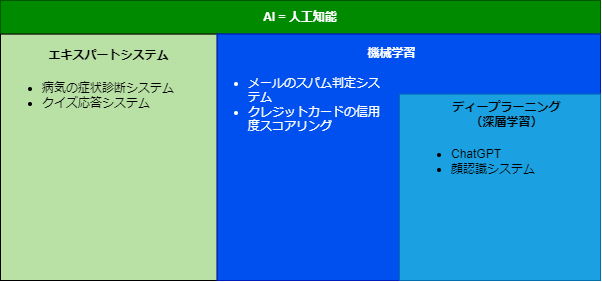 AI = 人工知能
エキスパートシステム
• 病気の症状診断システム
• クイズ応答システム
機械学習
• メールのスパム判定シス
テム
• クレジットカードの信用
度スコアリング
ディープラーニング
（深層学習）
• ChatGPT
• 顔認識システム